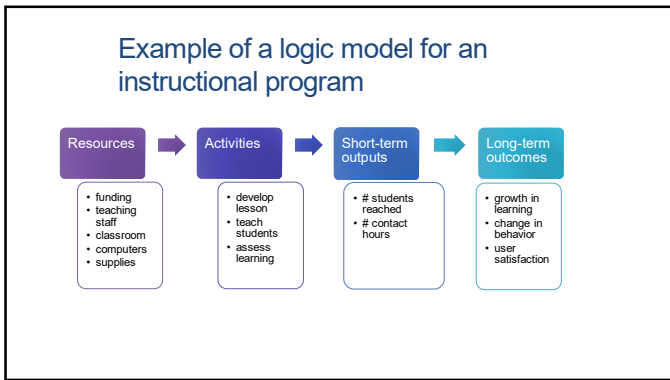 Example of a logic model for an
instructional program
Resources
• funding
• teaching
staff
• classroom
• computers
• supplies
Activities
• develop
lesson
• teach
students
• assess
learning
Short-term
outputs
• # students
reached
• # contact
hours
Long-term
outcomes
• growth in
learning
• change in
behavior
• user
satisfaction